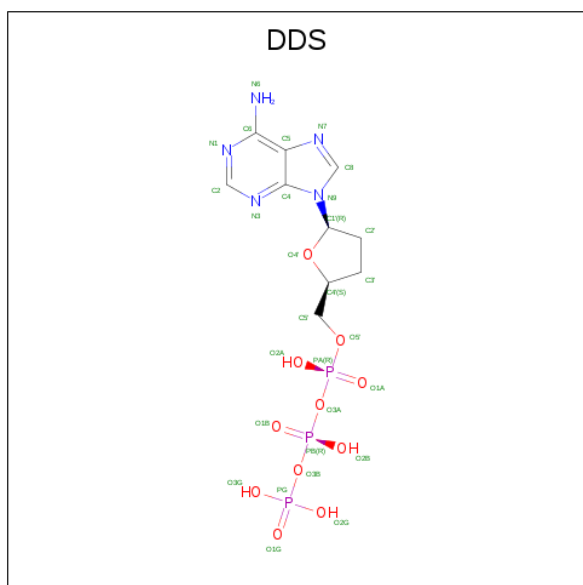 DDS
N6
NH2
C6
C5
N7
N
N1
N
C8
C2
N
N3
C4
N
N9
C1'(R)
C2'
O4'
O
C3'
C4'(S)
C5'
O5'
O
O2A
HO
PA(R)
P
O
O1A
O
O3A
O1B
O
P
OH
PB(R)
O2B
O
O3B
O3G
HO
PG
P
OH
O2G
O
O1G